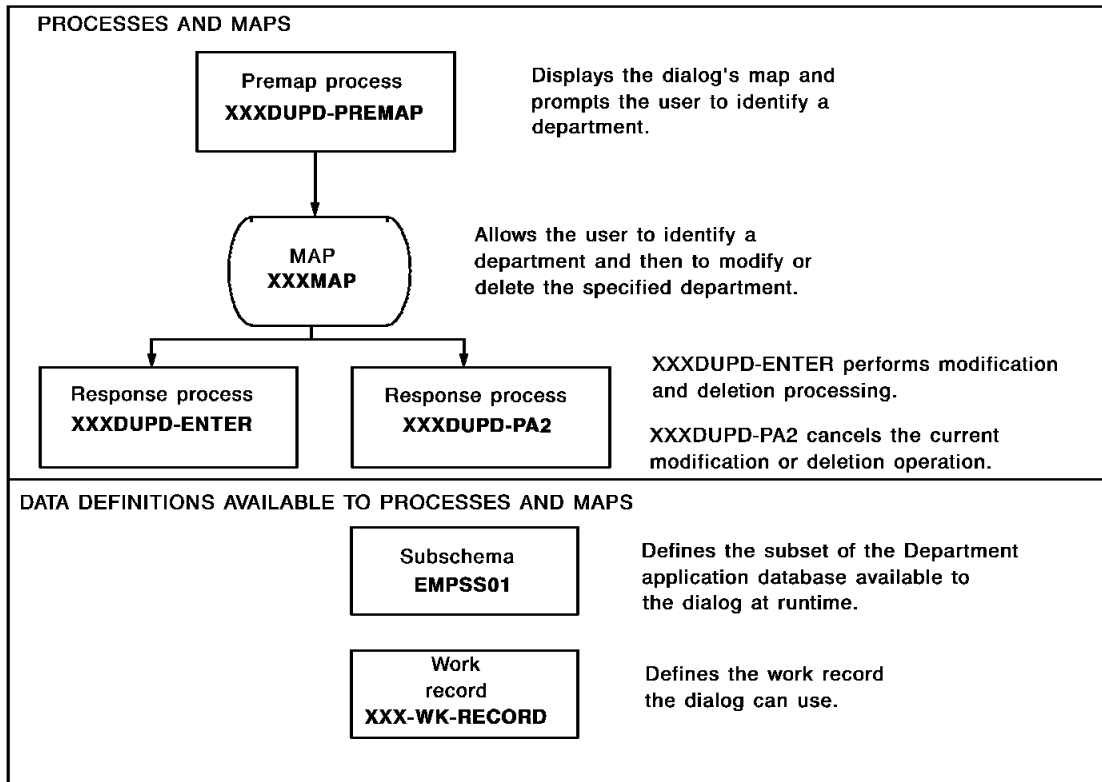 PROCESSES AND MAPS
Premap process
XXXDUPD-PREMAP
Displays the dialog's map and
prompts the user to identify a
department.
MAP
XXXMAP
Allows the user to identify a
department and then to modify or
delete the specified department.
Response process
XXXDUPD-ENTER
Response process
XXXDUPD-PA2
XXXDUPD-ENTER performs modification
and deletion processing.
XXXDUPD-PA2 cancels the current
modification or deletion operation.
DATA DEFINITIONS AVAILABLE TO PROCESSES AND MAPS
Subschema
EMPSS01
Defines the subset of the Department
application database available to
the dialog at runtime.
Work
record
XXX-WK-RECORD
Defines the work record
the dialog can use.